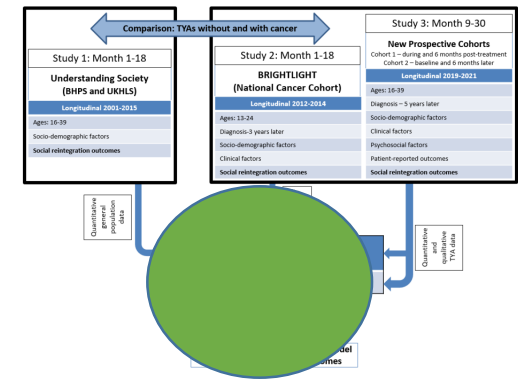 Comparison: TYAs without and with cancer
Study 1: Month 1-18
Understanding Society
(BHPS and UKHLS)
Longitudinal 2001-2015
Ages: 16-39
Socio-demographic factors
Social reintegration outcomes
Study 2: Month 1-18
BRIGHTLIGHT
(National Cancer Cohort)
Longitudinal 2012-2014
Ages: 13-24
Diagnosis-3 years later
Socio-demographic factors
Clinical factors
Social reintegration outcomes
Study 3: Month 9-30
New Prospective Cohorts
Cohort 1 – during and 6 months post-treatment
Cohort 2 – baseline and 6 months later
Longitudinal 2019-2021
Ages: 16-39
Diagnosis – 5 years later
Socio-demographic factors
Clinical factors
Psychosocial factors
Patient-reported outcomes
Social reintegration outcomes
Quantitative
general
population
data
Quantitative
and
qualitative
TYA data